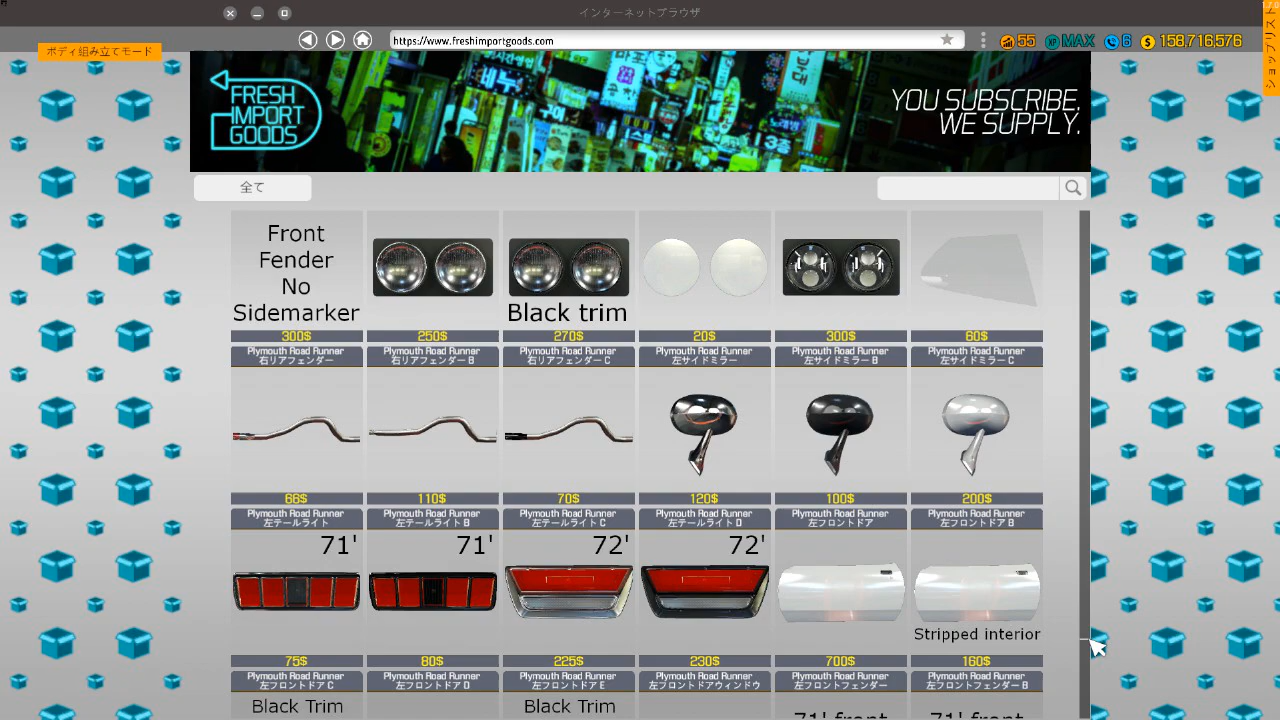 インターネットブラウザ
ボディ組み立てモード
https://www.freshimportgoods.com
55
MAX
6
158,716,576
ショップリスト
FRESH
IMPORT
GOODS
YOU SUBSCRIBE.
WE SUPPLY.
全て
Front
Fender
No
Sidemarker
Black trim
300$ 250$ 270$ 20$ 300$ 60$
Plymouth Road Runner Plymouth Road Runner Plymouth Road Runner Plymouth Road Runner Plymouth Road Runner Plymouth Road Runner
右リアフェンダー 右リアフェンダー B 右リアフェンダー C 左サイドミラー 左サイドミラー B 左サイドミラー C
66$ 110$ 70$ 120$ 100$ 200$
Plymouth Road Runner Plymouth Road Runner Plymouth Road Runner Plymouth Road Runner Plymouth Road Runner Plymouth Road Runner
左テールライト 左テールライト B 左テールライト C 左テールライト D 左フロントドア 左フロントドア B
71' 71' 72' 72'
Stripped interior
75$ 80$ 225$ 230$ 700$ 160$
Plymouth Road Runner Plymouth Road Runner Plymouth Road Runner Plymouth Road Runner Plymouth Road Runner Plymouth Road Runner
左フロントドア C 左フロントドア D 左フロントドア E 左フロントドアウィンドウ 左フロントフェンダー 左フロントフェンダー B
Black Trim Black Trim 71' front 71' front